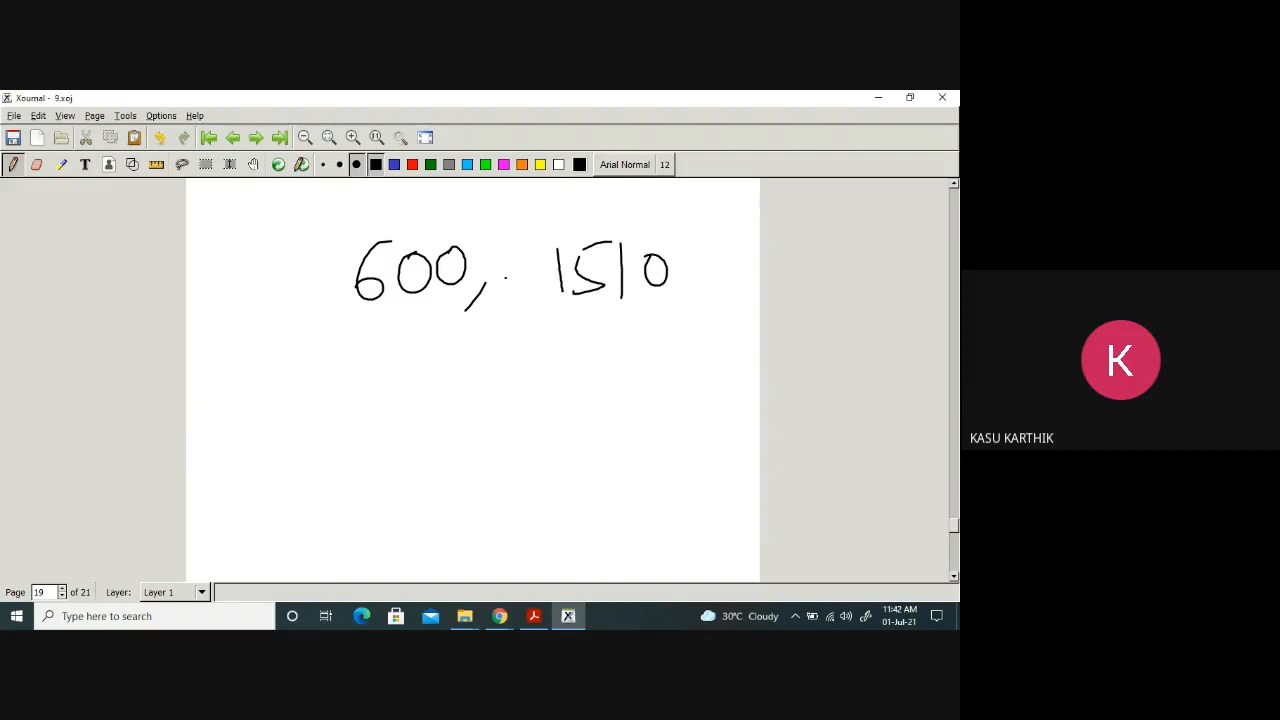 Xournal - 9.xoj
File Edit View Page Tools Options Help
Arial Normal 12
600, 1510
KASU KARTHIK
K
Page 19 of 21 Layer: Layer 1
Type here to search
30°C Cloudy
11:42 AM
01-Jul-21